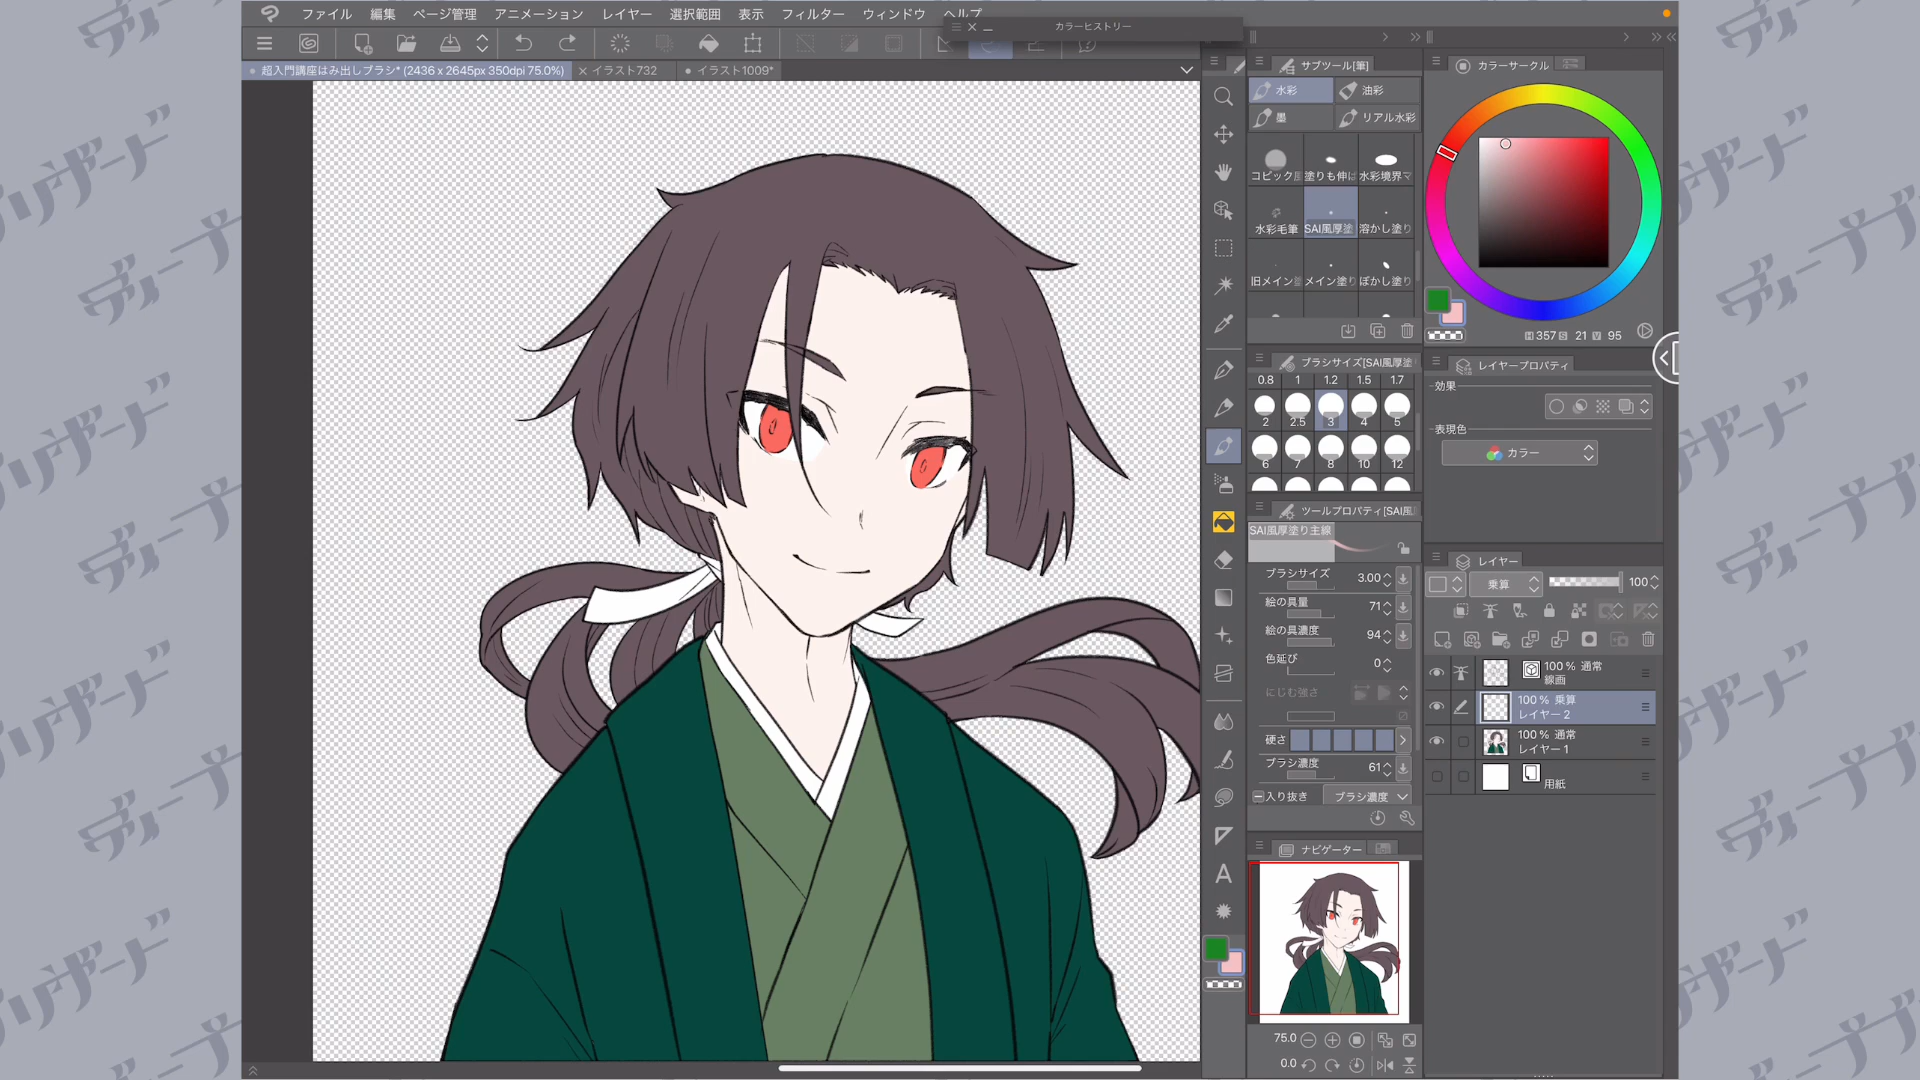 ファイル 編集 ページ管理 アニメーション レイヤー 選択範囲 表示 フィルター ウィンドウ ヘルプ
カラーヒストリー
超入門講座はみ出しブラシ* (2436 x 2645px 350dpi 75.0%)
イラスト732
イラスト1009*
サブツール[筆]
水彩
油彩
墨
リアル水彩
塗りも伸ば
水彩境界マ
水彩毛筆
SAI風厚塗
溶かし塗り
メイン塗り
ぼかし塗り
ブラシサイズ[SAI風厚塗
0.8 1 1.2 1.5 1.7
2 2.5 3 4 5
6 7 8 10 12
ツールプロパティ[SAI風
SAI風厚塗り主線
ブラシサイズ 3.00
絵の具量 71
絵の具濃度 94
色延び 0
にじむ強さ
硬さ
ブラシ濃度 61
入り抜き ブラシ濃度
ナビゲーター
75.0
0.0
カラーサークル
H 357 S 21 V 95
レイヤープロパティ
効果
表現色
カラー
レイヤー
乗算 100
100 % 通常
線画
100 % 乗算
レイヤー 2
100 % 通常
レイヤー 1
用紙
A